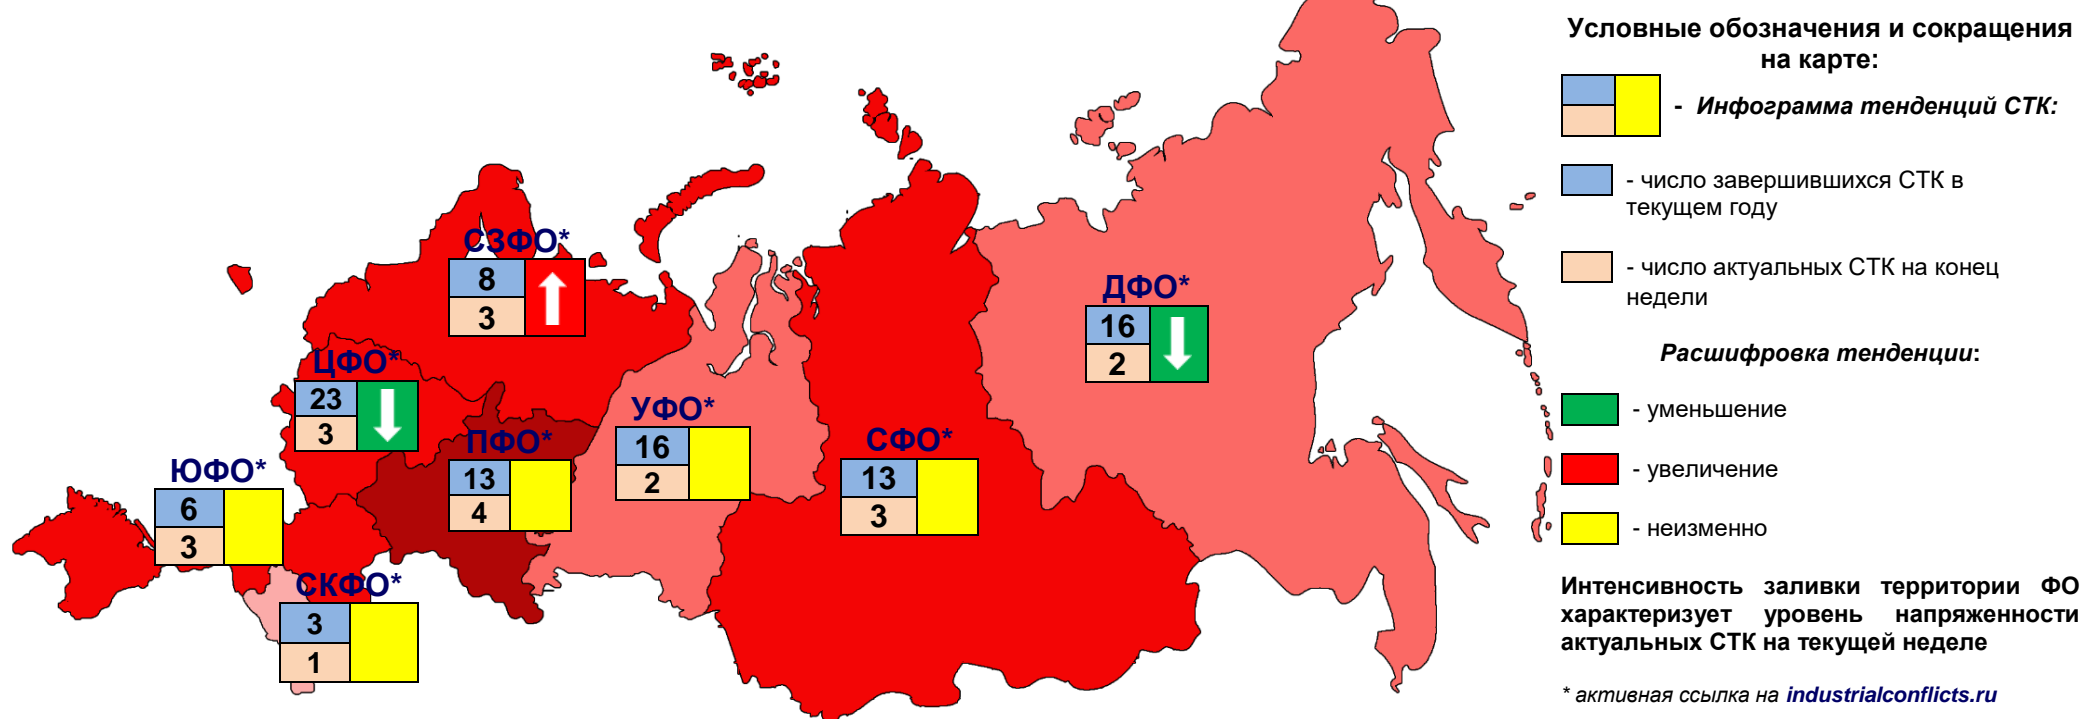 Условные обозначения и сокращения
на карте:
- Инфограмма тенденций СТК:
- число завершившихся СТК в
текущем году
- число актуальных СТК на конец
недели
Расшифровка тенденции:
- уменьшение
- увеличение
- неизменно
Интенсивность заливки территории ФО
характеризует уровень напряженности
актуальных СТК на текущей неделе
* активная ссылка на industrialconflicts.ru
СЗФО*
8
3
ДФО*
16
2
ЦФО*
23
3
УФО*
16
2
ПФО*
13
4
СФО*
13
3
ЮФО*
6
3
СКФО*
3
1